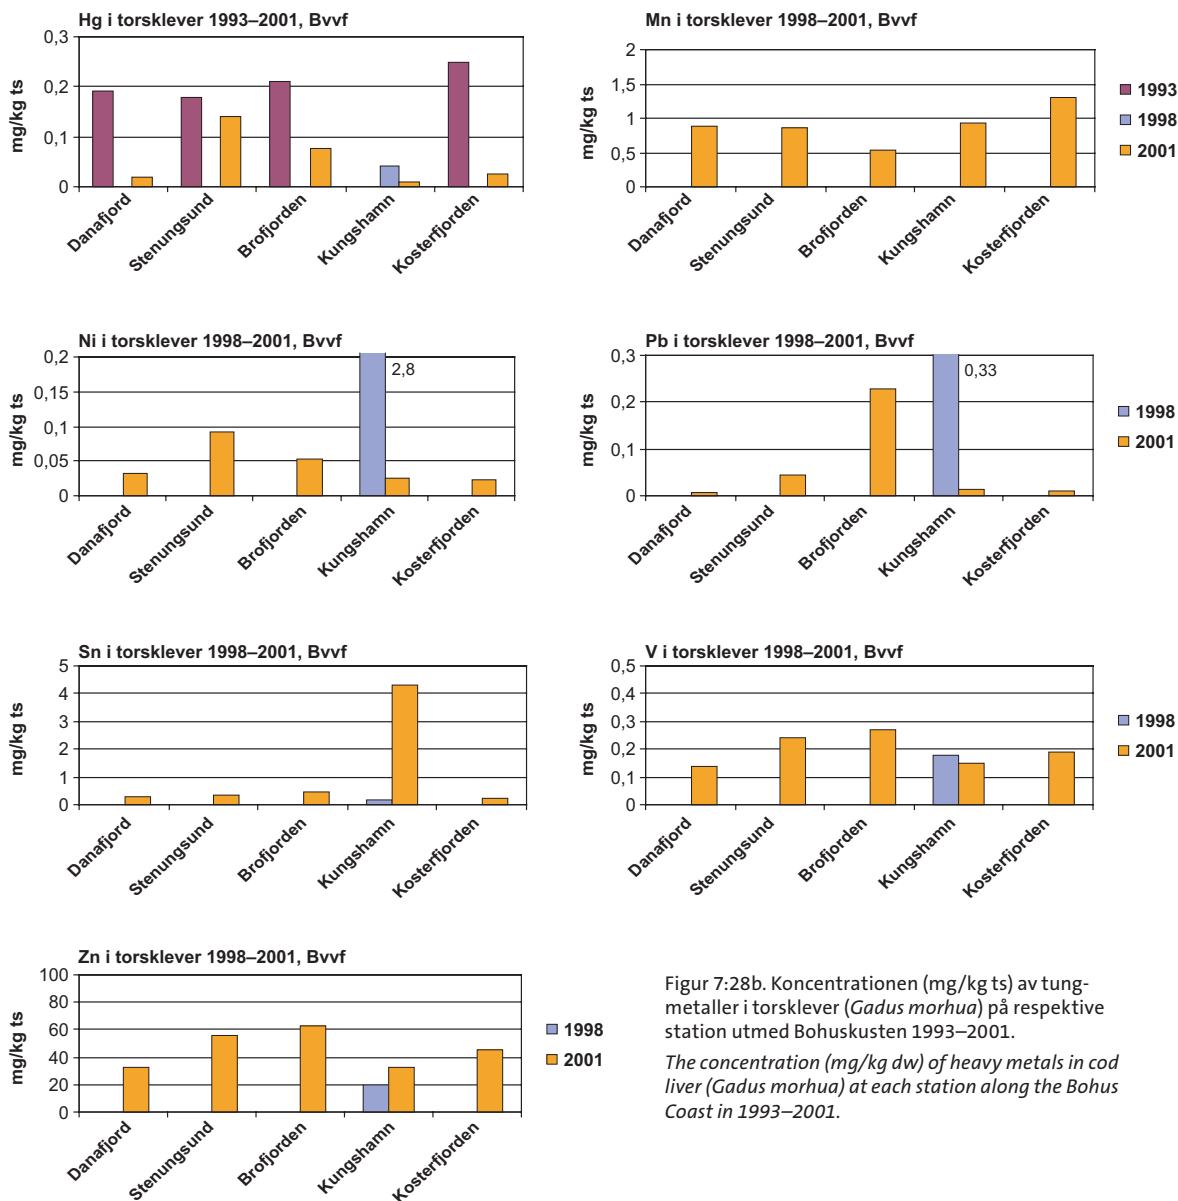 Hg i torsklever 1993–2001, Bvvf
mg/kg ts
0,3
0,2
0,1
0
Danafjord
Stenungsund
Brofjorden
Kungshamn
Kosterfjorden
Mn i torsklever 1998–2001, Bvvf
mg/kg ts
2
1,5
1
0,5
0
Danafjord
Stenungsund
Brofjorden
Kungshamn
Kosterfjorden
1993
1998
2001
Ni i torsklever 1998–2001, Bvvf
mg/kg ts
0,2
0,15
0,1
0,05
0
2,8
Danafjord
Stenungsund
Brofjorden
Kungshamn
Kosterfjorden
Pb i torsklever 1998–2001, Bvvf
mg/kg ts
0,3
0,2
0,1
0
0,33
Danafjord
Stenungsund
Brofjorden
Kungshamn
Kosterfjorden
1998
2001
Sn i torsklever 1998–2001, Bvvf
mg/kg ts
5
4
3
2
1
0
Danafjord
Stenungsund
Brofjorden
Kungshamn
Kosterfjorden
V i torsklever 1998–2001, Bvvf
mg/kg ts
0,5
0,4
0,3
0,2
0,1
0
Danafjord
Stenungsund
Brofjorden
Kungshamn
Kosterfjorden
1998
2001
Zn i torsklever 1998–2001, Bvvf
mg/kg ts
100
80
60
40
20
0
Danafjord
Stenungsund
Brofjorden
Kungshamn
Kosterfjorden
1998
2001
Figur 7:28b. Koncentrationen (mg/kg ts) av tung-
metaller i torsklever (Gadus morhua) på respektive
station utmed Bohuskusten 1993–2001.
The concentration (mg/kg dw) of heavy metals in cod
liver (Gadus morhua) at each station along the Bohus
Coast in 1993–2001.